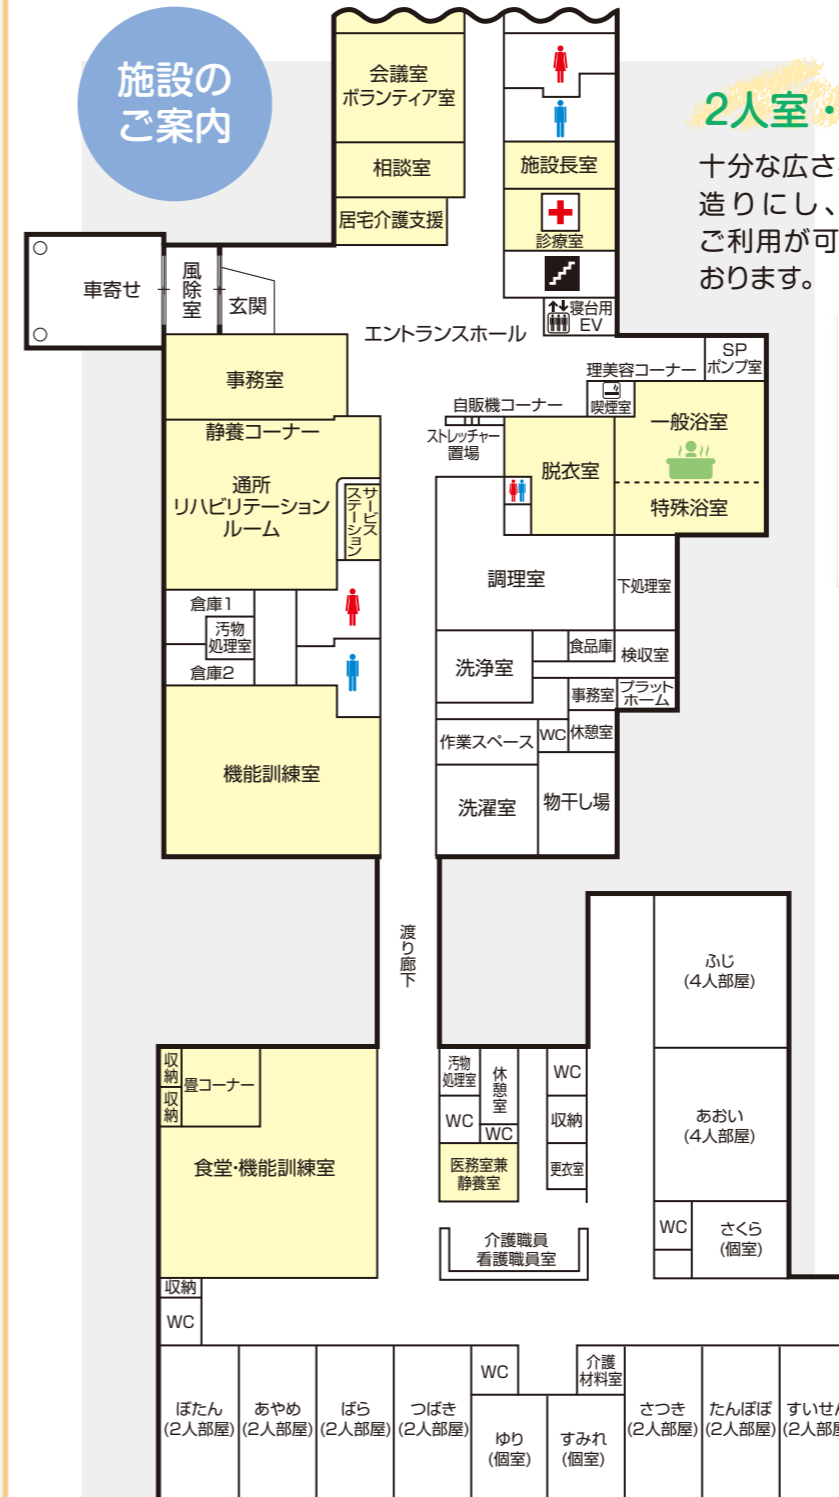 施設の
ご案内
会議室
ボランティア室
相談室
居宅介護支援
施設長室
診療室
2人室・
十分な広さ
造りにし、
ご利用が可
おります。
車寄せ
風除室
玄関
寝台用
EV
エントランスホール
事務室
理美容コーナー
SP
ポンプ室
自販機コーナー
喫煙室
ストレッチャー
置場
静養コーナー
通所
リハビリテーション
ルーム
サービス
ステーション
脱衣室
一般浴室
特殊浴室
調理室
下処理室
倉庫1
汚物
処理室
倉庫2
洗浄室
食品庫
検収室
事務室
プラット
ホーム
作業スペース
WC
休憩室
機能訓練室
洗濯室
物干し場
渡り廊下
ふじ
(4人部屋)
収納
畳コーナー
収納
汚物
処理室
休憩室
WC
WC
収納
WC
あおい
(4人部屋)
食堂・機能訓練室
医務室兼
静養室
更衣室
介護職員
看護職員室
WC
さくら
(個室)
収納
WC
ぼたん
(2人部屋)
あやめ
(2人部屋)
ばら
(2人部屋)
つばき
(2人部屋)
WC
ゆり
(個室)
介護
材料室
すみれ
(個室)
さつき
(2人部屋)
たんぽぽ
(2人部屋)
すいせん
(2人部屋